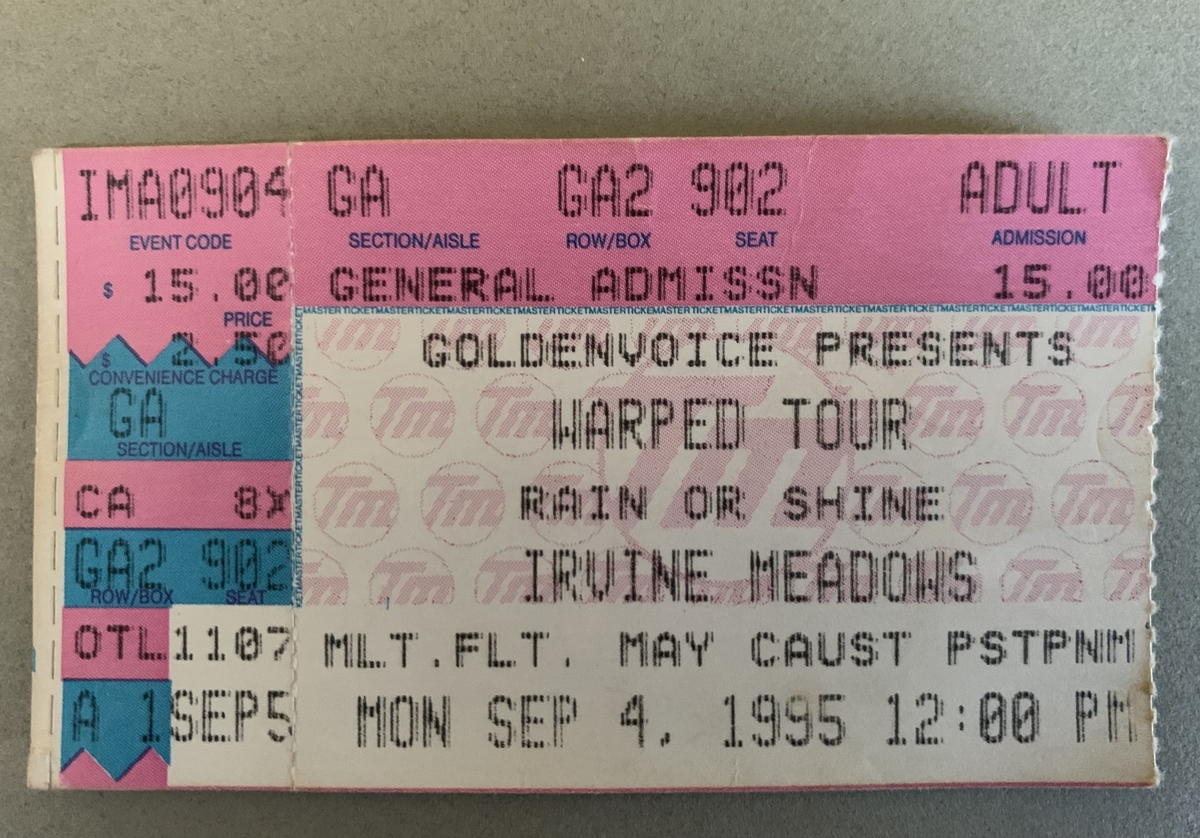 IMA0904 GA GA2 902 ADULT
EVENT CODE SECTION/AISLE ROW/BOX SEAT ADMISSION
$ 15.00 GENERAL ADMISSN 15.00
PRICE
MASTERTICKETMASTERTICKETMASTERTICKETMASTERTICKETMASTERTICKET
$ 2.50 GOLDENVOICE PRESENTS
CONVENIENCE CHARGE
GA WARPED TOUR
SECTION/AISLE
CA 8X RAIN OR SHINE
GA2 902 IRVINE MEADOWS
ROW/BOX SEAT
OTL1107 MLT.FLT. MAY CAUST PSTPNM
A 1SEP5 MON SEP 4, 1995 12:00 PM
Tm